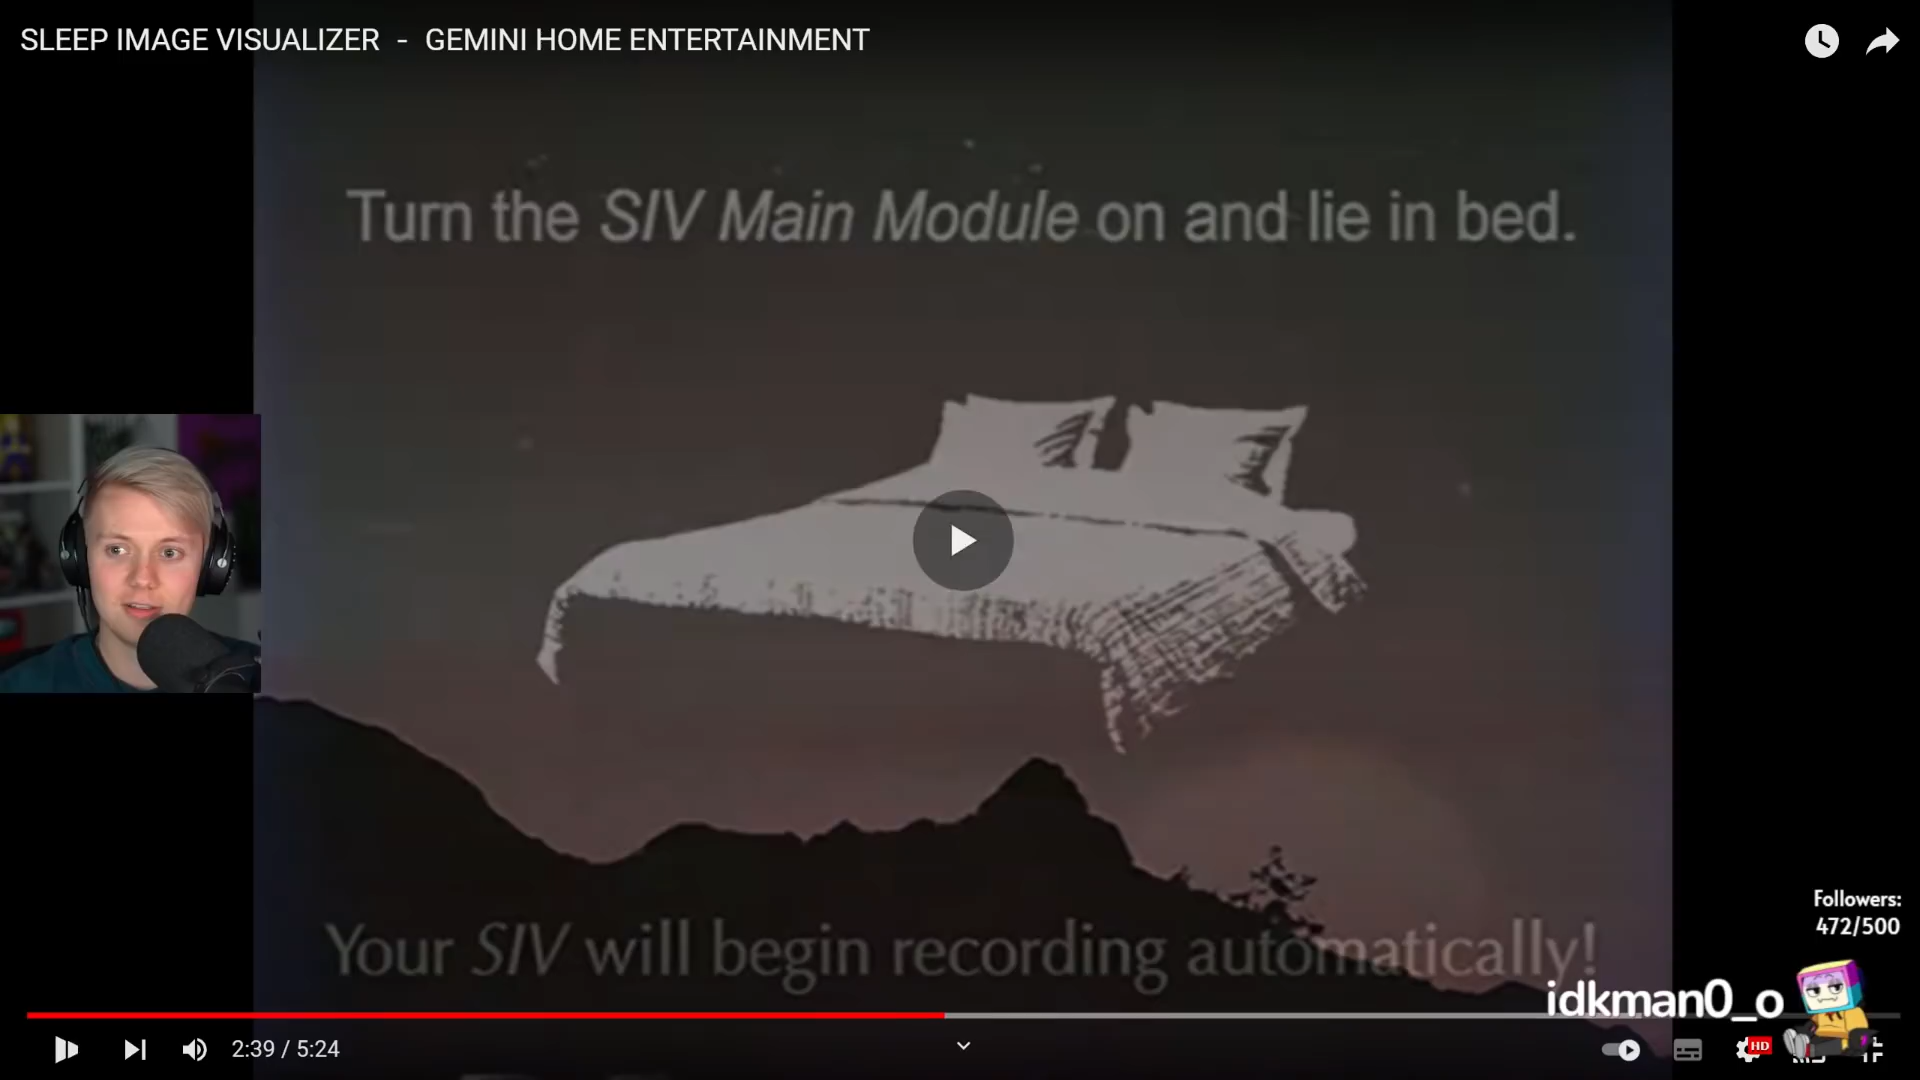 SLEEP IMAGE VISUALIZER - GEMINI HOME ENTERTAINMENT
Turn the SIV Main Module on and lie in bed.
Followers:
472/500
Your SIV will begin recording automatically!
idkman0_o
2:39 / 5:24
HD